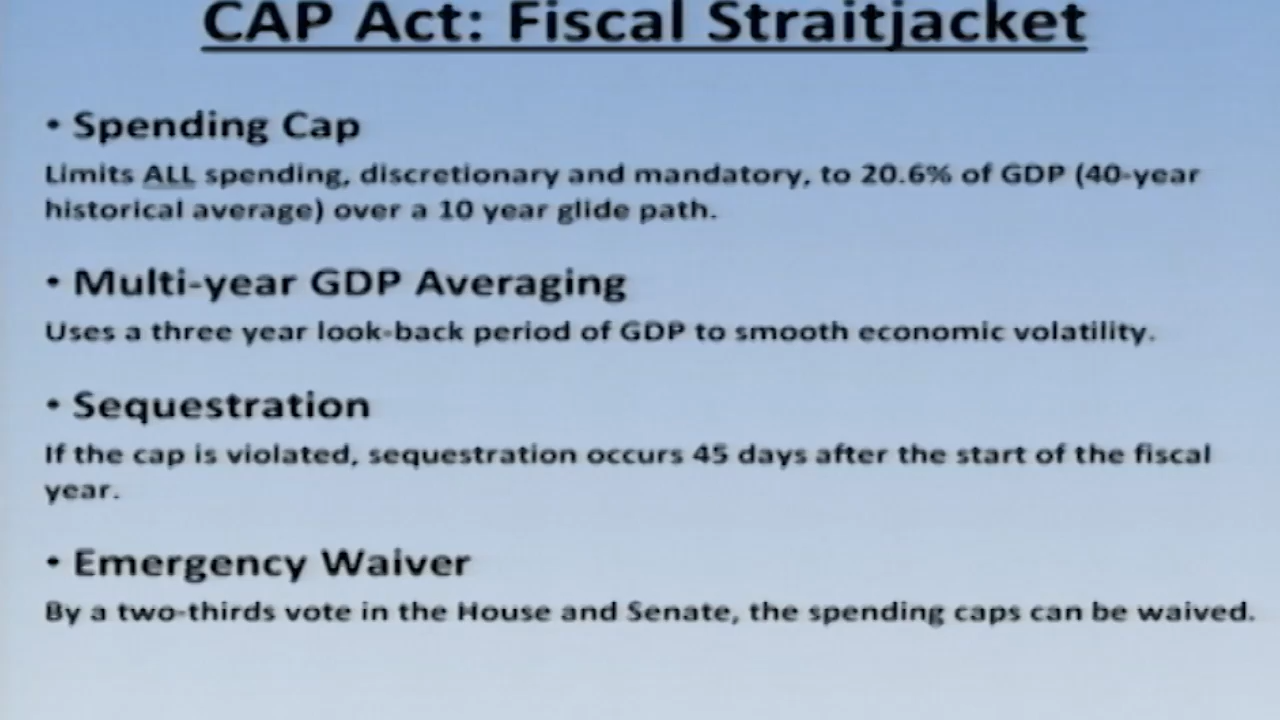 CAP Act: Fiscal Straitjacket
• Spending Cap
Limits ALL spending, discretionary and mandatory, to 20.6% of GDP (40-year
historical average) over a 10 year glide path.
• Multi-year GDP Averaging
Uses a three year look-back period of GDP to smooth economic volatility.
• Sequestration
If the cap is violated, sequestration occurs 45 days after the start of the fiscal
year.
• Emergency Waiver
By a two-thirds vote in the House and Senate, the spending caps can be waived.